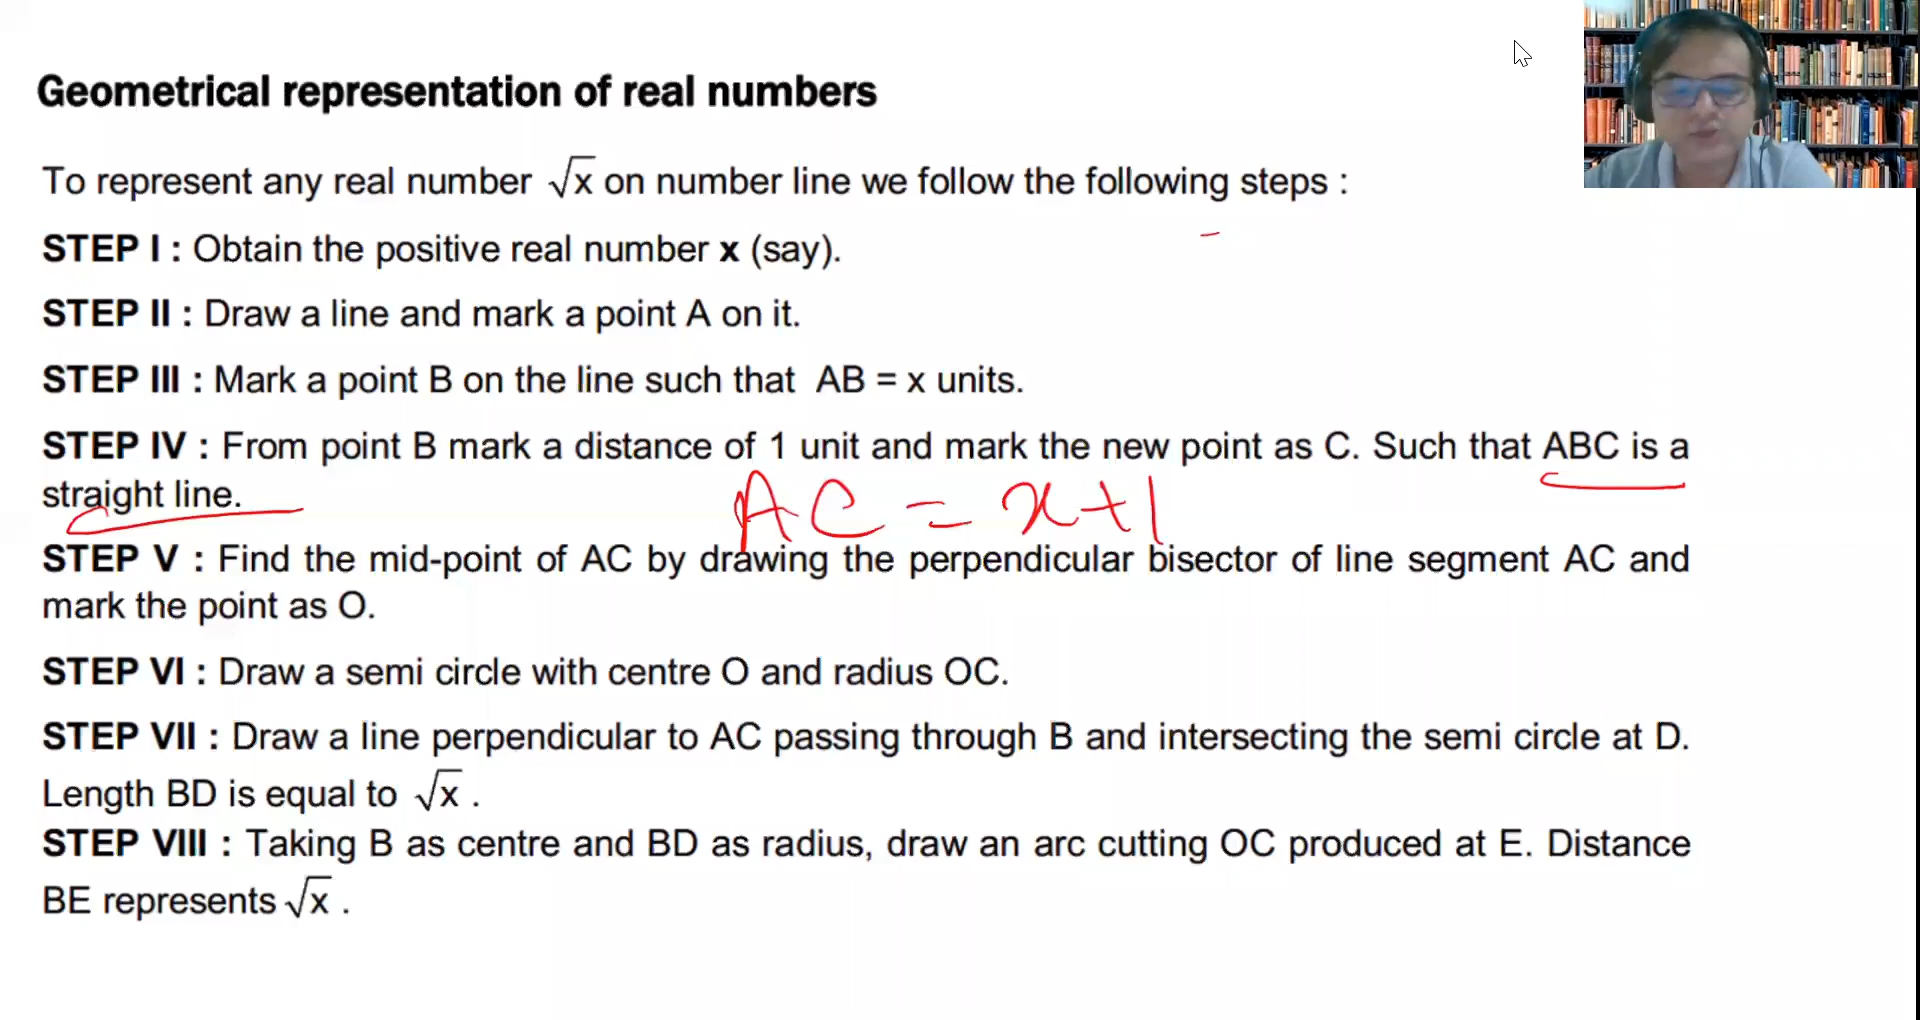 Geometrical representation of real numbers
To represent any real number √x on number line we follow the following steps :
STEP I : Obtain the positive real number x (say).
STEP II : Draw a line and mark a point A on it.
STEP III : Mark a point B on the line such that AB = x units.
STEP IV : From point B mark a distance of 1 unit and mark the new point as C. Such that ABC is a
straight line.
AC = x+1
STEP V : Find the mid-point of AC by drawing the perpendicular bisector of line segment AC and
mark the point as O.
STEP VI : Draw a semi circle with centre O and radius OC.
STEP VII : Draw a line perpendicular to AC passing through B and intersecting the semi circle at D.
Length BD is equal to √x .
STEP VIII : Taking B as centre and BD as radius, draw an arc cutting OC produced at E. Distance
BE represents √x .